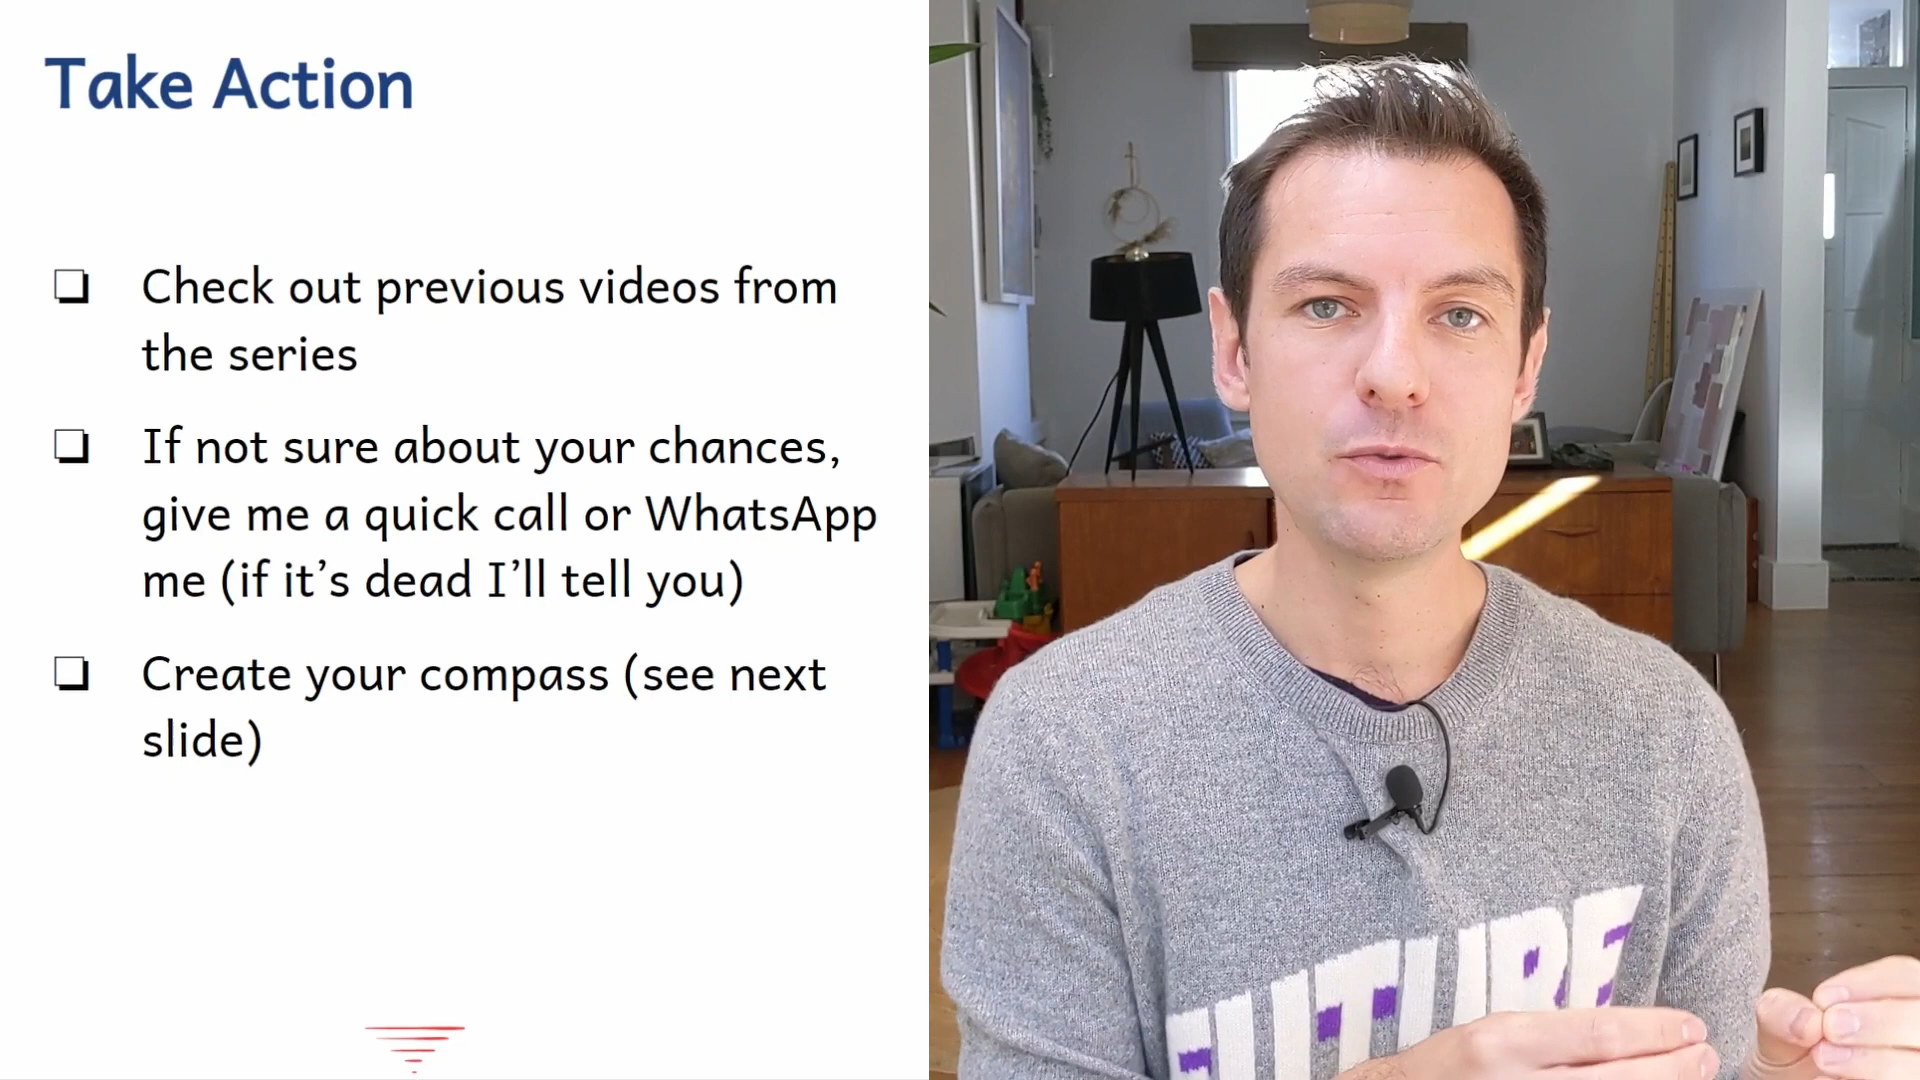 Take Action
❏ Check out previous videos from
the series
❏ If not sure about your chances,
give me a quick call or WhatsApp
me (if it’s dead I’ll tell you)
❏ Create your compass (see next
slide)
FUTURE